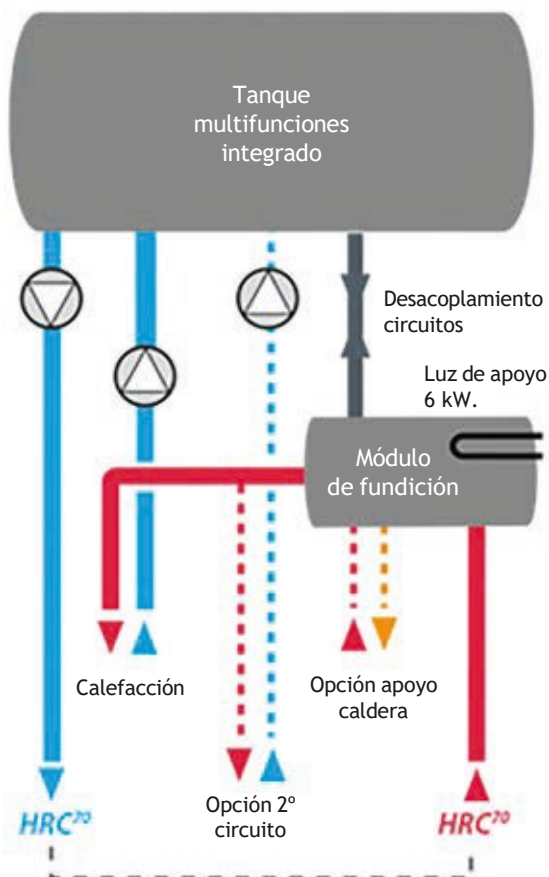 Tanque
multifunciones
integrado
Desacoplamiento
circuitos
Luz de apoyo
6 kW.
Módulo
de fundición
Calefacción
Opción apoyo
caldera
Opción 2º
circuito
HRC⁷⁰
HRC⁷⁰